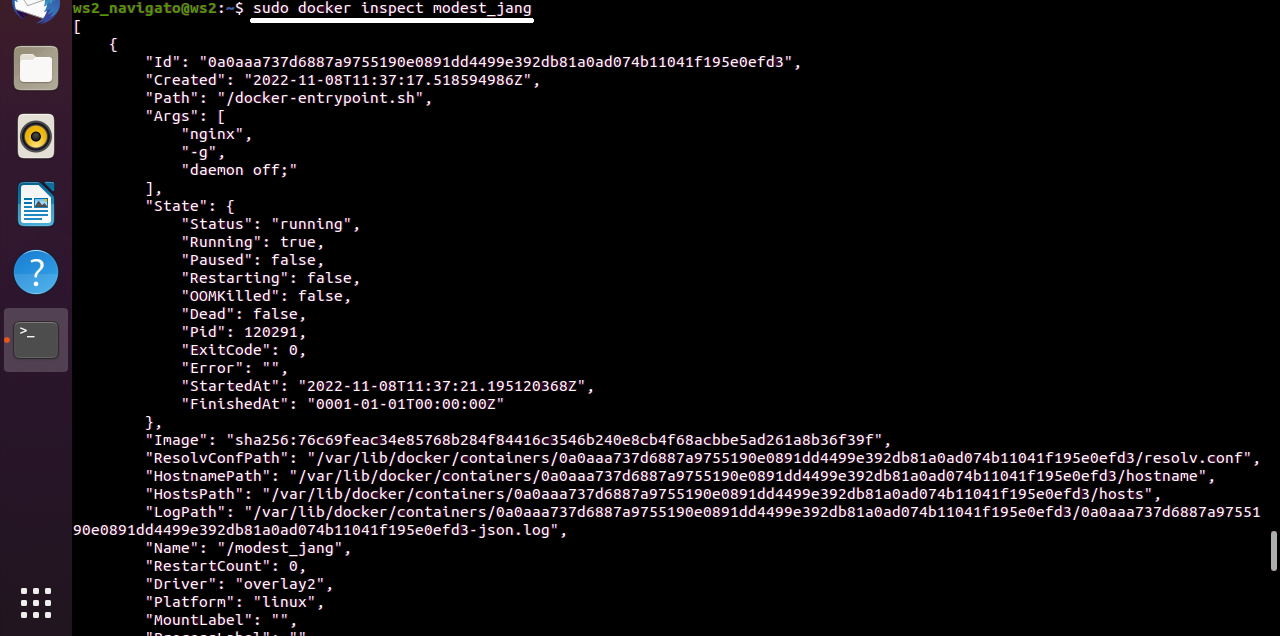 ws2_navigato@ws2:~$ sudo docker inspect modest_jang
[
    {
        "Id": "0a0aaa737d6887a9755190e0891dd4499e392db81a0ad074b11041f195e0efd3",
        "Created": "2022-11-08T11:37:17.518594986Z",
        "Path": "/docker-entrypoint.sh",
        "Args": [
            "nginx",
            "-g",
            "daemon off;"
        ],
        "State": {
            "Status": "running",
            "Running": true,
            "Paused": false,
            "Restarting": false,
            "OOMKilled": false,
            "Dead": false,
            "Pid": 120291,
            "ExitCode": 0,
            "Error": "",
            "StartedAt": "2022-11-08T11:37:21.195120368Z",
            "FinishedAt": "0001-01-01T00:00:00Z"
        },
        "Image": "sha256:76c69feac34e85768b284f84416c3546b240e8cb4f68acbbe5ad261a8b36f39f",
        "ResolvConfPath": "/var/lib/docker/containers/0a0aaa737d6887a9755190e0891dd4499e392db81a0ad074b11041f195e0efd3/resolv.conf",
        "HostnamePath": "/var/lib/docker/containers/0a0aaa737d6887a9755190e0891dd4499e392db81a0ad074b11041f195e0efd3/hostname",
        "HostsPath": "/var/lib/docker/containers/0a0aaa737d6887a9755190e0891dd4499e392db81a0ad074b11041f195e0efd3/hosts",
        "LogPath": "/var/lib/docker/containers/0a0aaa737d6887a9755190e0891dd4499e392db81a0ad074b11041f195e0efd3/0a0aaa737d6887a97551
90e0891dd4499e392db81a0ad074b11041f195e0efd3-json.log",
        "Name": "/modest_jang",
        "RestartCount": 0,
        "Driver": "overlay2",
        "Platform": "linux",
        "MountLabel": "",
        "ProcessLabel": ""